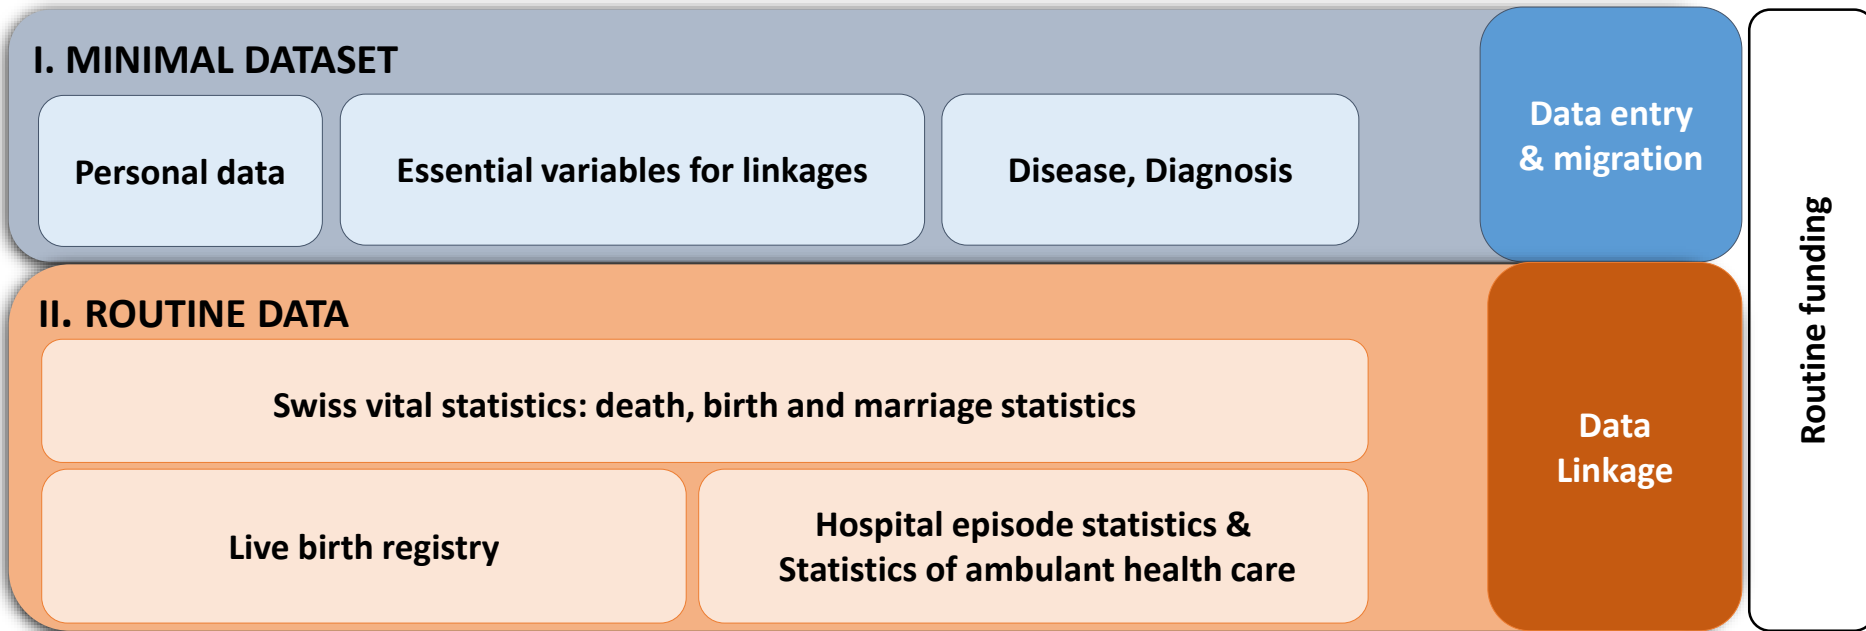 I. MINIMAL DATASET
Personal data
Essential variables for linkages
Disease, Diagnosis
Data entry
& migration
II. ROUTINE DATA
Swiss vital statistics: death, birth and marriage statistics
Live birth registry
Hospital episode statistics &
Statistics of ambulant health care
Data
Linkage
Routine funding